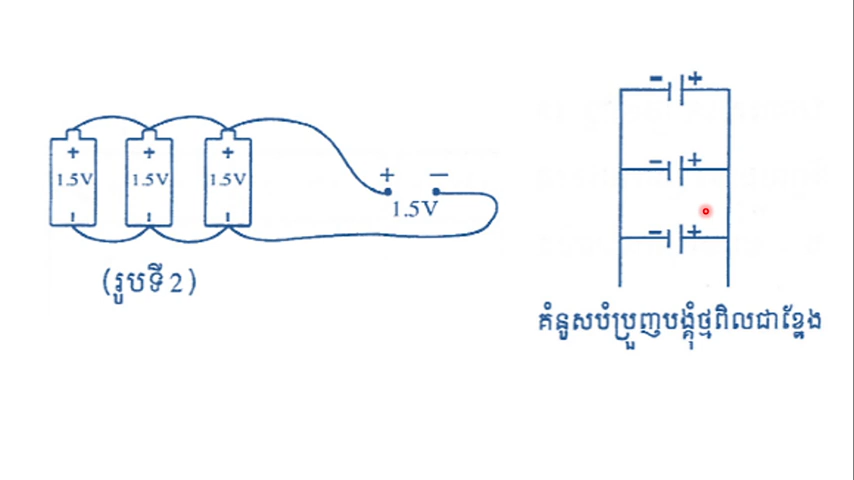 - +
+ + +
1.5V 1.5V 1.5V
- - -
+ -
1.5V
- +
- +
(រូបទី2)
គំនូសបំប្រួញបង្គុំថ្មពិលជាខ្នែង